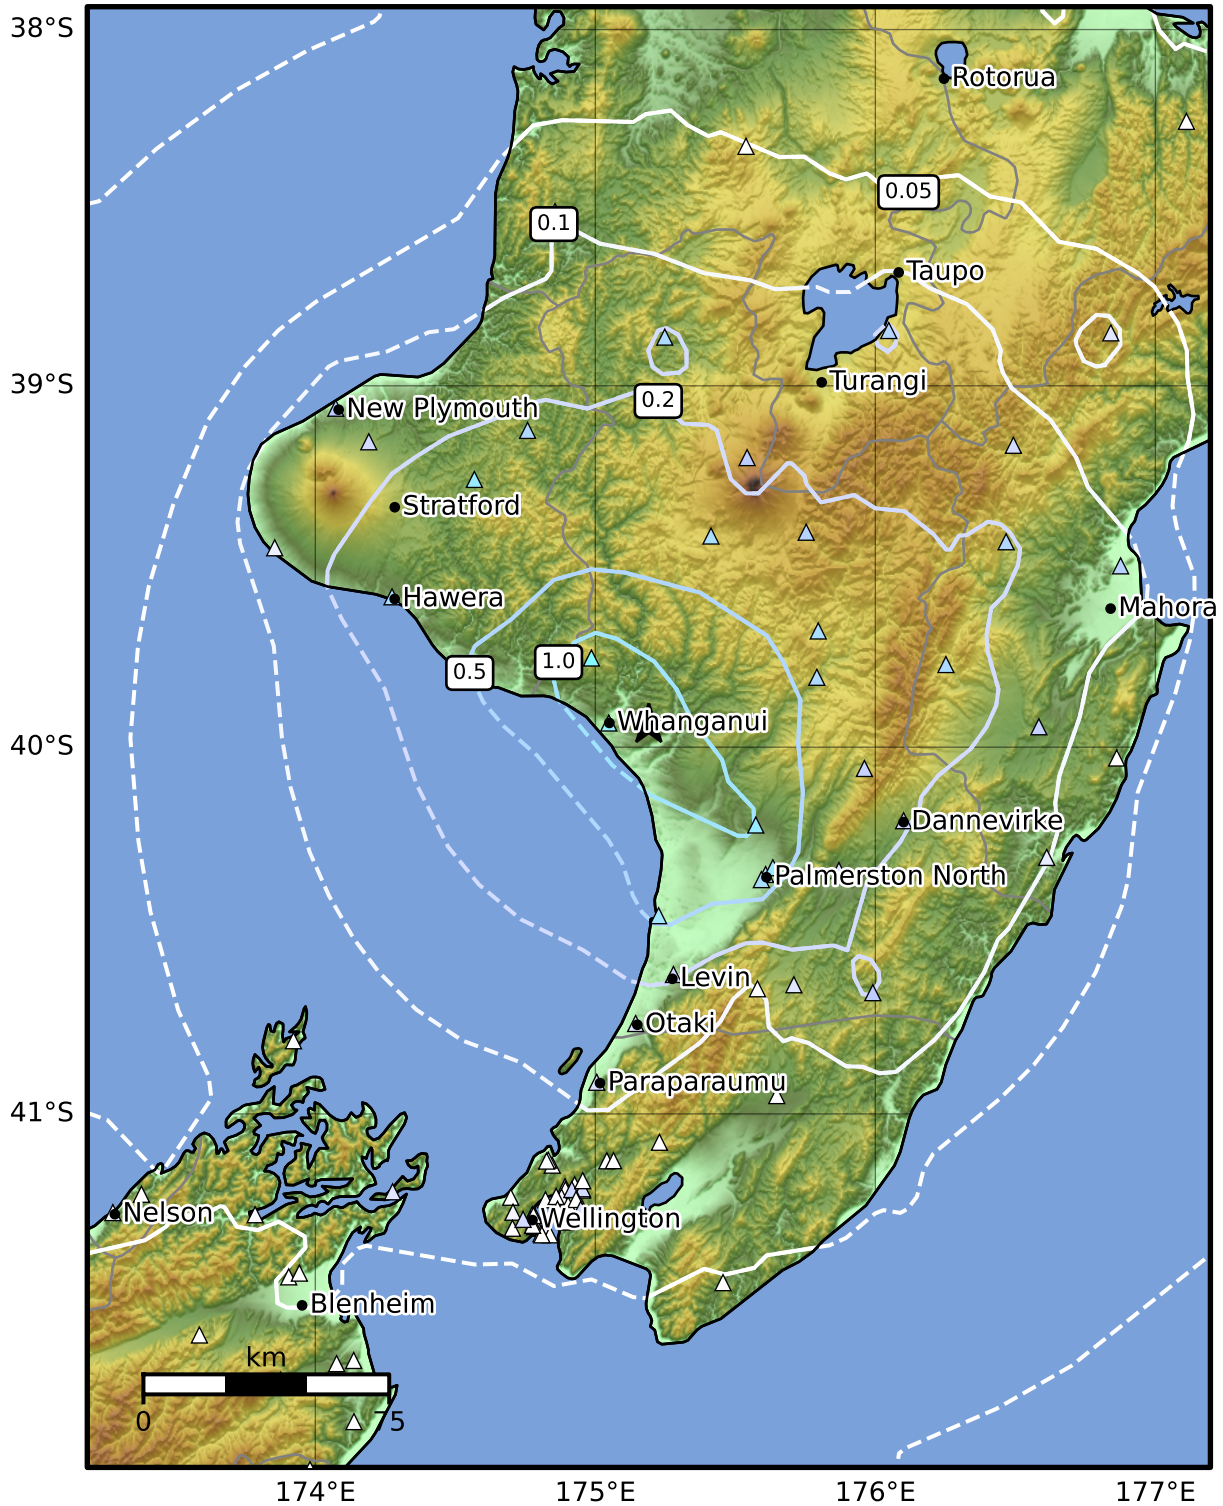 38°S
Rotorua
0.05
0.1
Taupo
39°S
Turangi
0.2
New Plymouth
Stratford
Hawera
Mahora
0.5
1.0
Whanganui
40°S
Dannevirke
Palmerston North
Levin
Otaki
Paraparaumu
41°S
Nelson
Wellington
Blenheim
km
0
75
174°E
175°E
176°E
177°E